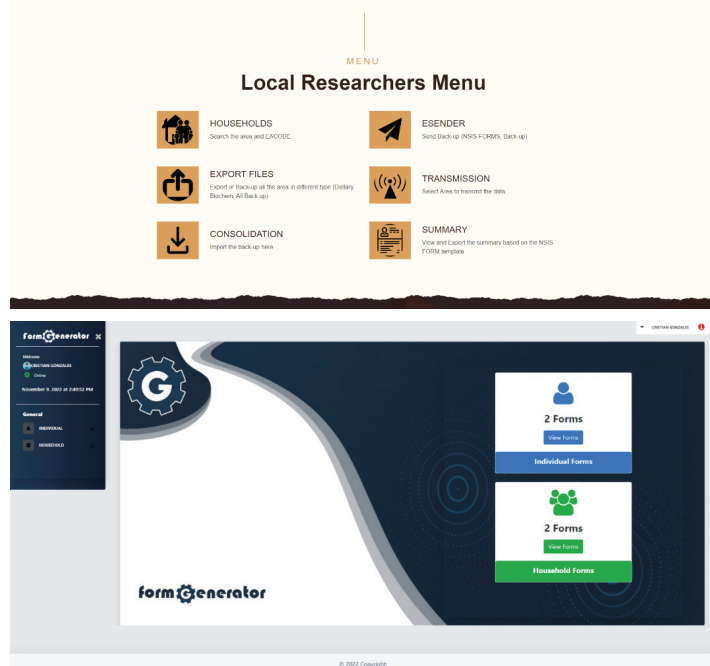 MENU
Local Researchers Menu
HOUSEHOLDS
Search the area and EACODE
ESENDER
Send Back-up (NSIS FORMS, Back-up)
EXPORT FILES
Export or Back-up all the area in different type (Dietary,
Biochem, All Back-up)
TRANSMISSION
Select Area to transmit the data
CONSOLIDATION
Import the back-up here
SUMMARY
View and Export the summary based on the NSIS
FORM template
FormGenerator
CRISTIAN GONZALES
Welcome
CRISTIAN GONZALES
Online
November 9, 2022 at 2:49:52 PM
General
INDIVIDUAL
HOUSEHOLD
G
2 Forms
View Forms
Individual Forms
2 Forms
View Forms
Household Forms
formGenerator
© 2022 Copyright: